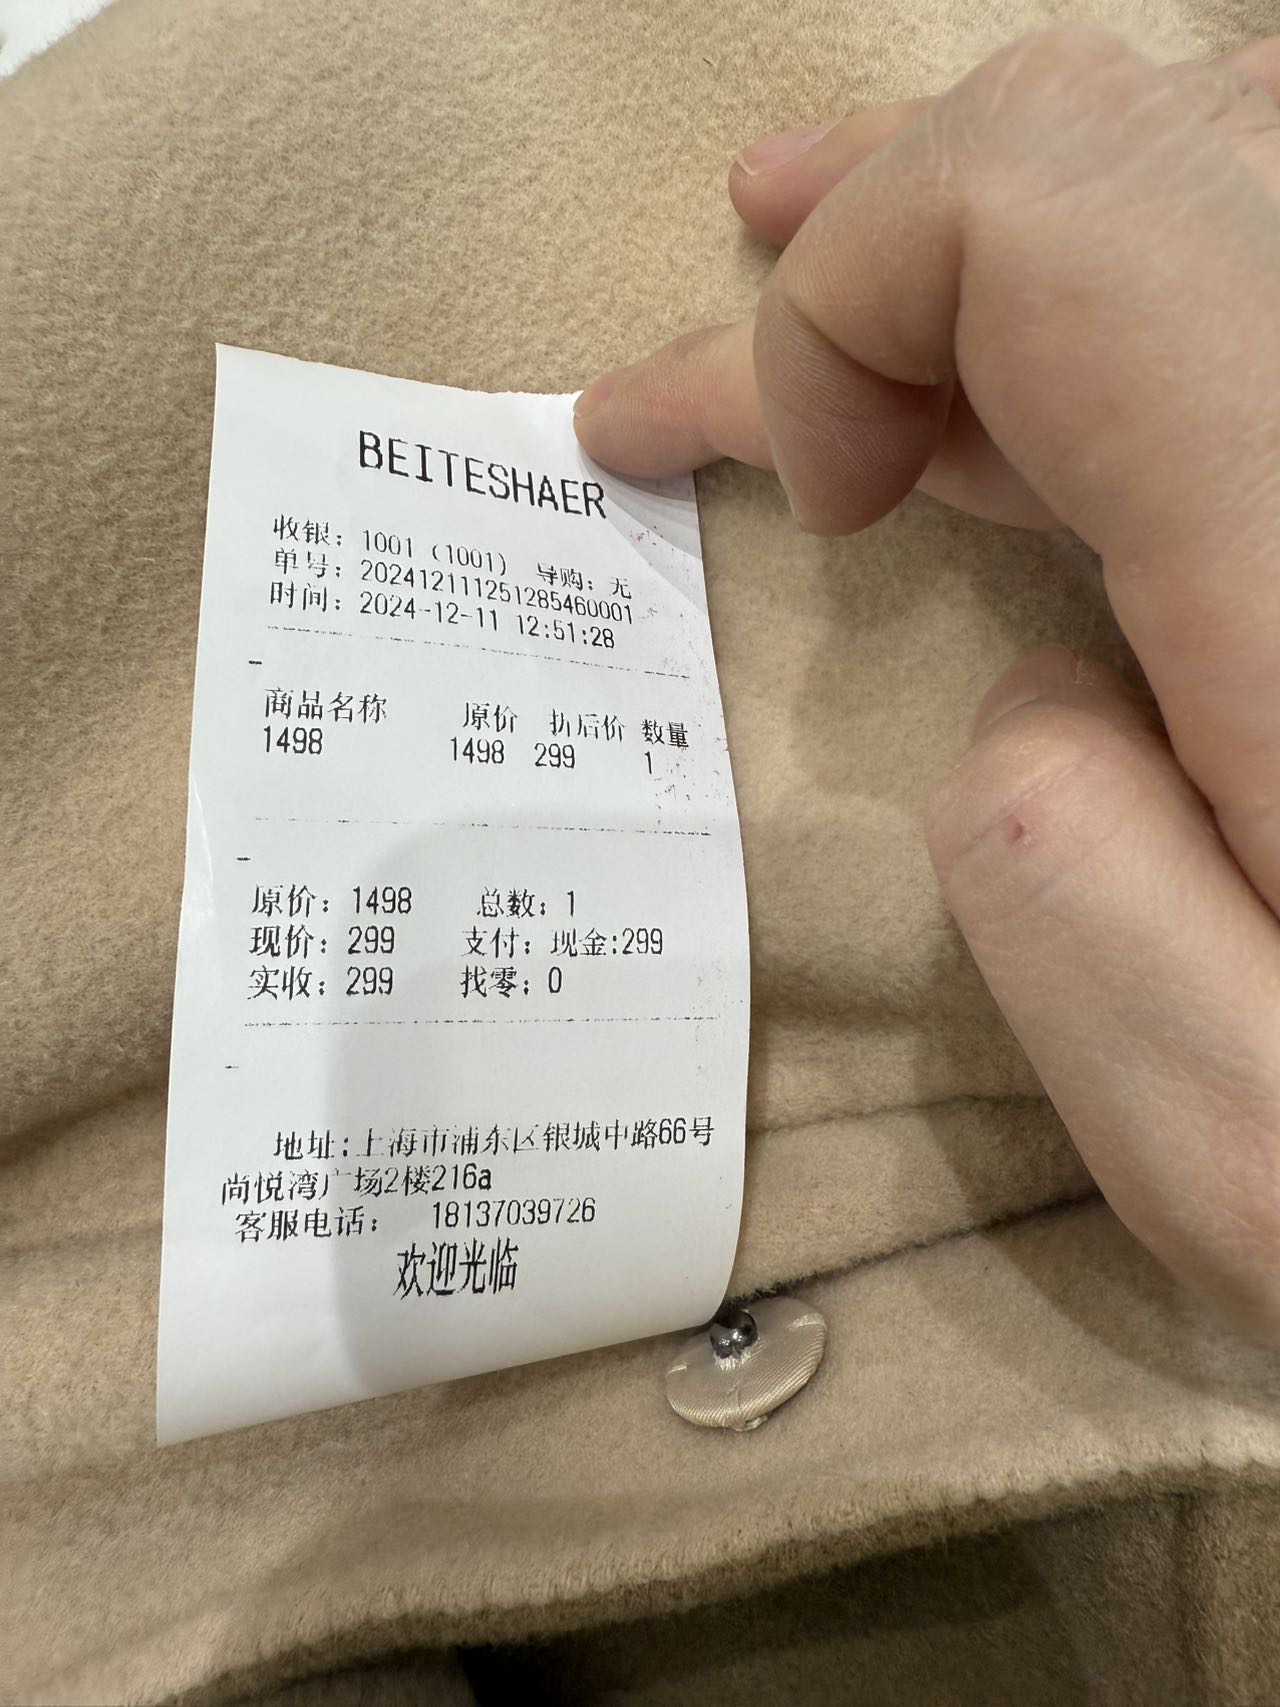 BEITESHAER
收银：1001 (1001) 导购：无
单号：202412111251285460001
时间：2024-12-11 12:51:28
商品名称 原价 折后价 数量
1498 1498 299 1
原价：1498 总数：1
现价：299 支付：现金:299
实收：299 找零：0
地址:上海市浦东区银城中路66号
尚悦湾广场2楼216a
客服电话： 18137039726
欢迎光临